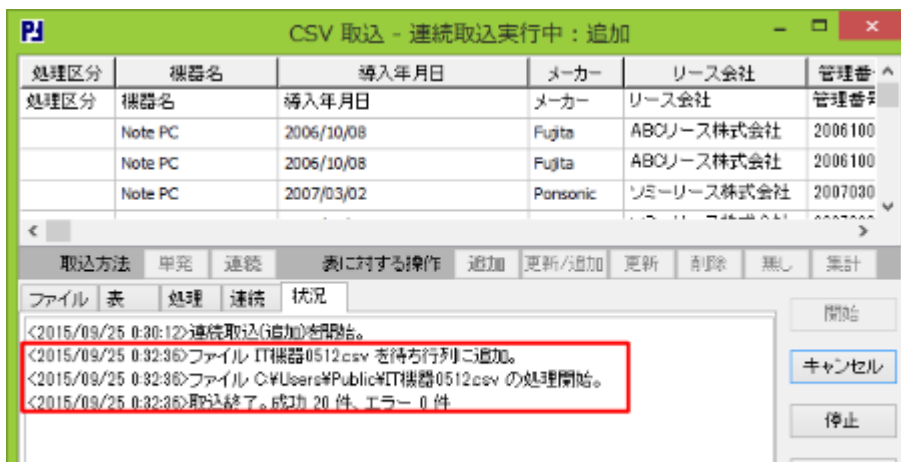 PJ CSV 取込 - 連続取込実行中 : 追加
処理区分 機器名 導入年月日 メーカー リース会社 管理番
処理区分 機器名 導入年月日 メーカー リース会社 管理番号
Note PC 2006/10/08 Fujita ABCリース株式会社 2006100
Note PC 2006/10/08 Fujita ABCリース株式会社 2006100
Note PC 2007/03/02 Ponsonic ソミーリース株式会社 2007030
取込方法 単発 連続 表に対する操作 追加 更新/追加 更新 削除 無し 集計
ファイル 表 処理 連続 状況
開始
キャンセル
停止
<2015/09/25 0:30:12>連続取込(追加)を開始。
<2015/09/25 0:32:36>ファイル IT機器0512.csv を待ち行列に追加。
<2015/09/25 0:32:36>ファイル C:¥Users¥Public¥IT機器0512.csv の処理開始。
<2015/09/25 0:32:36>取込終了。成功 20 件、エラー 0 件